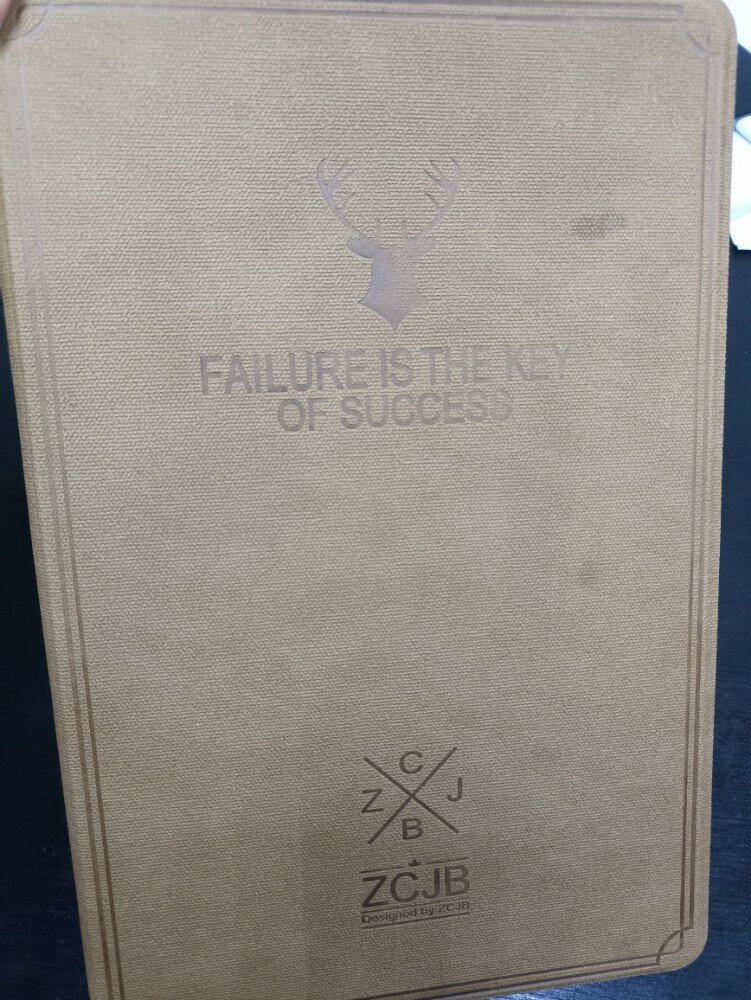 FAILURE IS THE KEY
OF SUCCESS
C
Z J
B
ZCJB
Designed by ZCJB